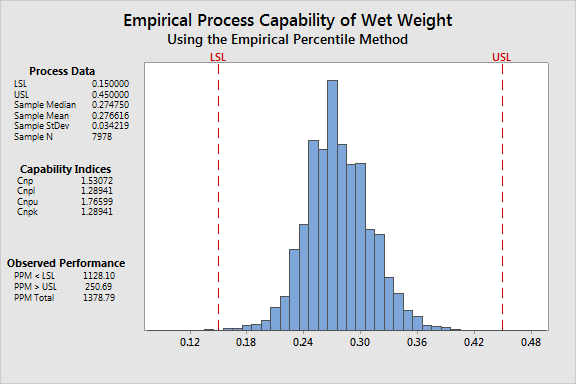 Empirical Process Capability of Wet Weight
Using the Empirical Percentile Method
LSL USL
Process Data
LSL 0.150000
USL 0.450000
Sample Median 0.274750
Sample Mean 0.276616
Sample StDev 0.034219
Sample N 7978
Capability Indices
Cnp 1.53072
Cnpl 1.28941
Cnpu 1.76599
Cnpk 1.28941
Observed Performance
PPM < LSL 1128.10
PPM > USL 250.69
PPM Total 1378.79
0.12 0.18 0.24 0.30 0.36 0.42 0.48